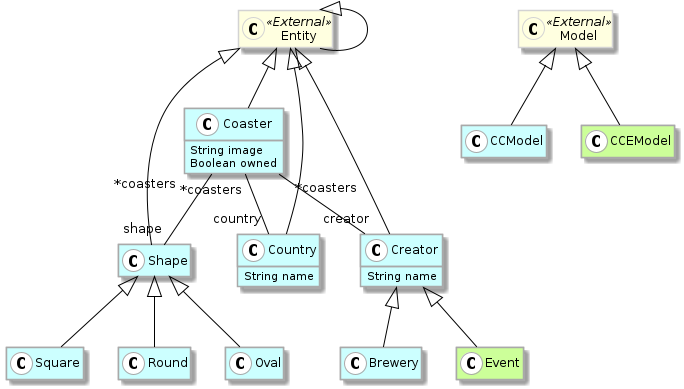 C «External» Entity
C «External» Model
C Coaster
String image
Boolean owned
C CCModel
C CCEModel
*coasters
*coasters
*coasters
shape
country
creator
C Shape
C Country
String name
C Creator
String name
C Square
C Round
C Oval
C Brewery
C Event